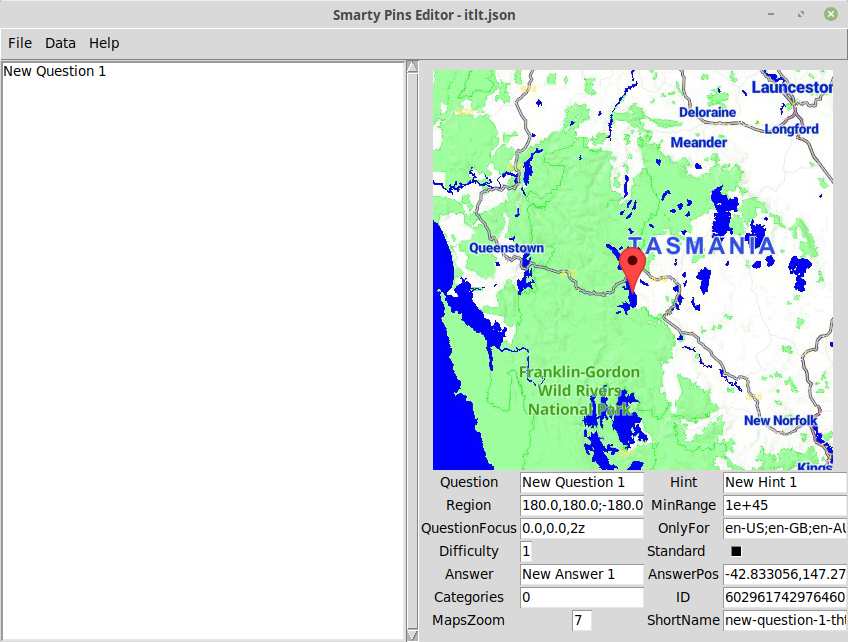 Smarty Pins Editor - itlt.json
File Data Help
New Question 1
Launceston
Deloraine
Longford
Meander
TASMANIA
Queenstown
Franklin-Gordon
Wild Rivers
National Park
New Norfolk
Kings
Question New Question 1 Hint New Hint 1
Region 180.0,180.0;-180.0 MinRange 1e+45
QuestionFocus 0.0,0.0,2z OnlyFor en-US;en-GB;en-AU
Difficulty 1 Standard
Answer New Answer 1 AnswerPos -42.833056,147.27
Categories 0 ID 602961742976460
MapsZoom 7 ShortName new-question-1-tht